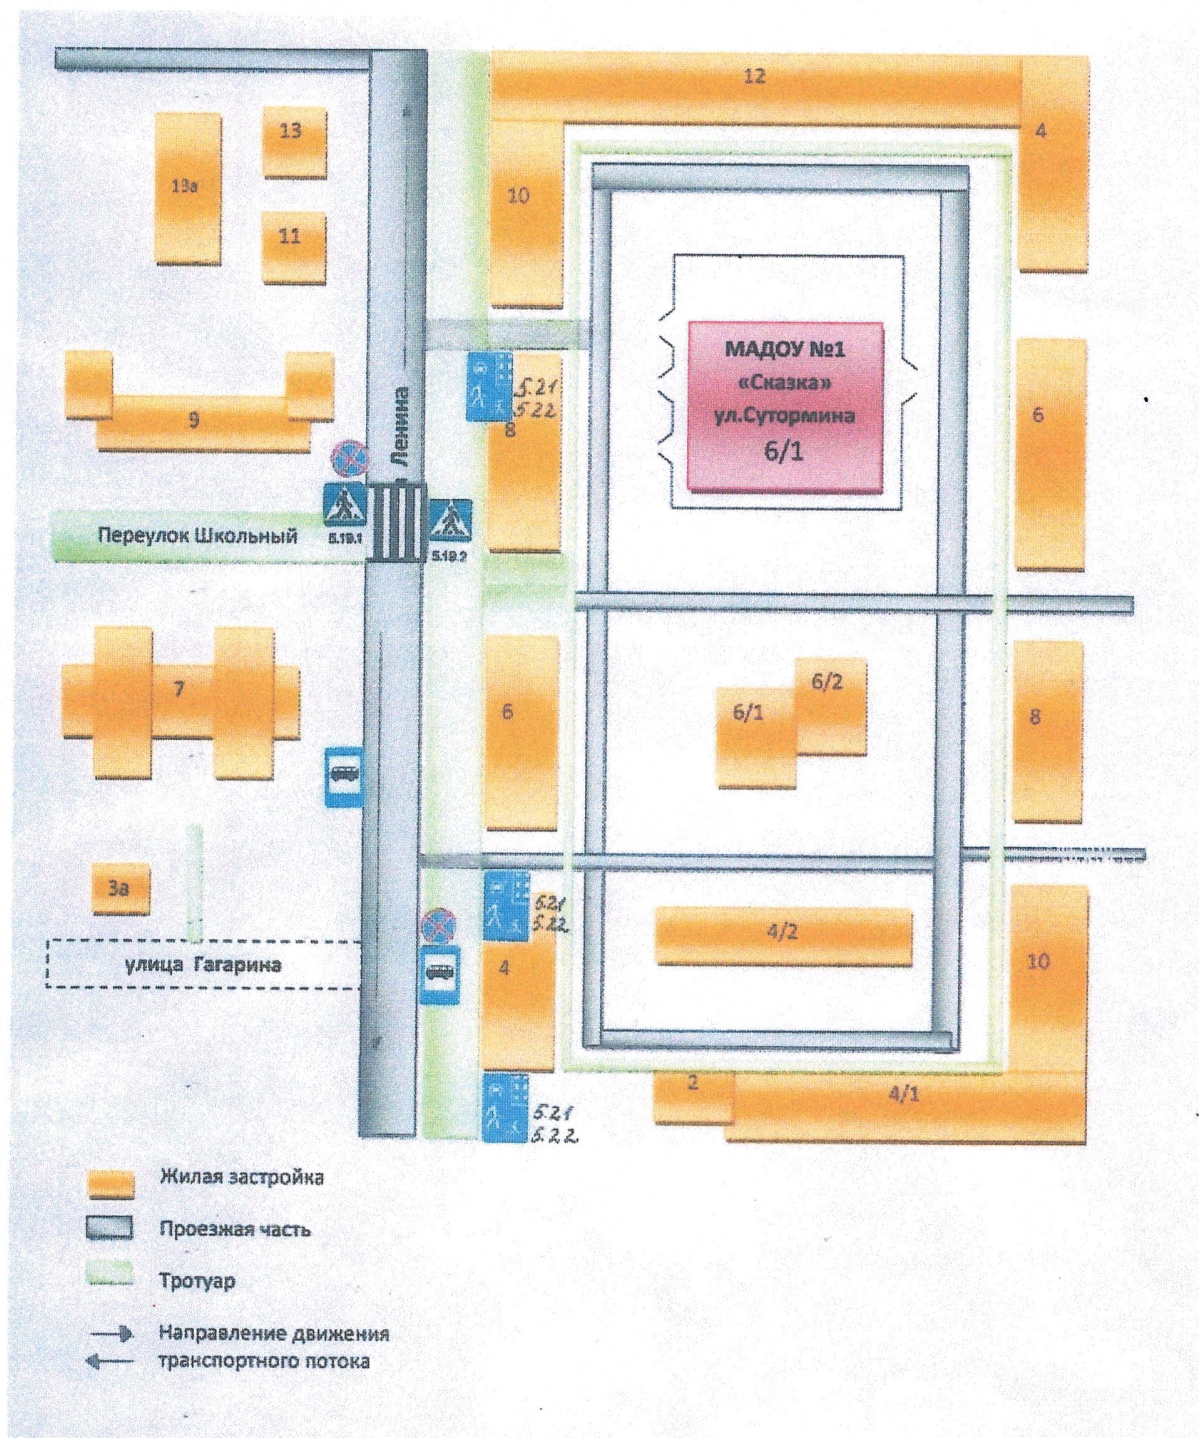 12
4
13
13а
10
11
МАДОУ №1
«Сказка»
ул.Сутормина
6/1
5.21
5.22
8
6
9
Ленина
Переулок Школьный
5.19.1
5.19.2
7
6
6/1
6/2
8
3а
5.21
5.22
4
4/2
10
улица Гагарина
2
4/1
5.21
5.22
Жилая застройка
Проезжая часть
Тротуар
Направление движения
транспортного потока